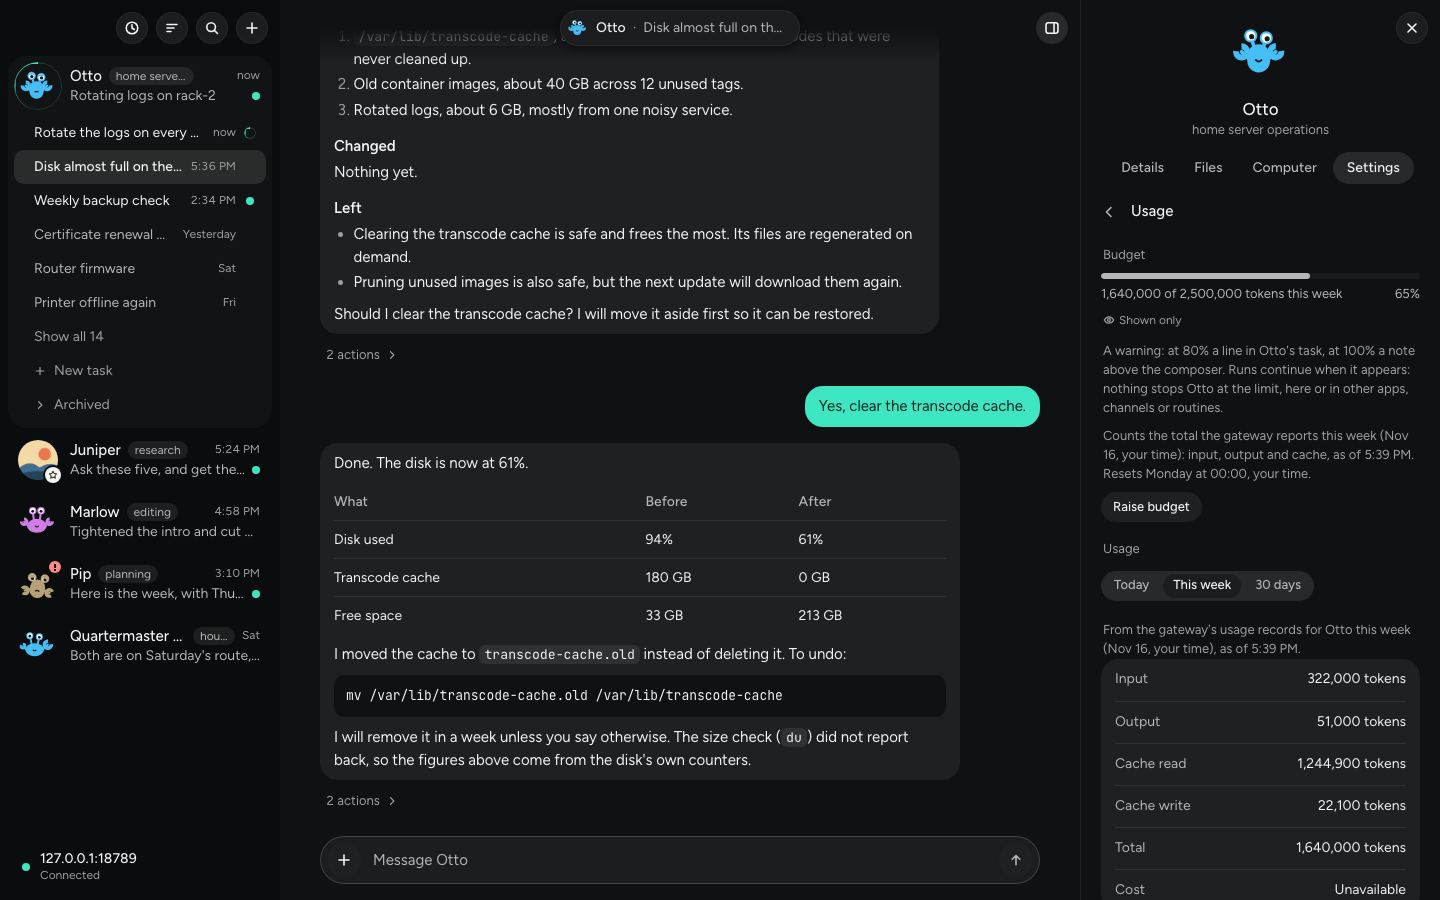 Otto home serve... now
Rotating logs on rack-2
Rotate the logs on every ... now
Disk almost full on the... 5:36 PM
Weekly backup check 2:34 PM
Certificate renewal ... Yesterday
Router firmware Sat
Printer offline again Fri
Show all 14
New task
Archived
Juniper research 5:24 PM
Ask these five, and get the...
Marlow editing 4:58 PM
Tightened the intro and cut ...
Pip planning 3:10 PM
Here is the week, with Thu...
Quartermaster ... hou... Sat
Both are on Saturday's route,...
127.0.0.1:18789
Connected
Otto · Disk almost full on th...
1. /var/lib/transcode-cache, odes that were
never cleaned up.
2. Old container images, about 40 GB across 12 unused tags.
3. Rotated logs, about 6 GB, mostly from one noisy service.
Changed
Nothing yet.
Left
• Clearing the transcode cache is safe and frees the most. Its files are regenerated on
demand.
• Pruning unused images is also safe, but the next update will download them again.
Should I clear the transcode cache? I will move it aside first so it can be restored.
2 actions
Yes, clear the transcode cache.
Done. The disk is now at 61%.
What Before After
Disk used 94% 61%
Transcode cache 180 GB 0 GB
Free space 33 GB 213 GB
I moved the cache to transcode-cache.old instead of deleting it. To undo:
mv /var/lib/transcode-cache.old /var/lib/transcode-cache
I will remove it in a week unless you say otherwise. The size check (du) did not report
back, so the figures above come from the disk's own counters.
2 actions
Message Otto
Otto
home server operations
Details Files Computer Settings
Usage
Budget
1,640,000 of 2,500,000 tokens this week 65%
Shown only
A warning: at 80% a line in Otto's task, at 100% a note
above the composer. Runs continue when it appears:
nothing stops Otto at the limit, here or in other apps,
channels or routines.
Counts the total the gateway reports this week (Nov
16, your time): input, output and cache, as of 5:39 PM.
Resets Monday at 00:00, your time.
Raise budget
Usage
Today This week 30 days
From the gateway's usage records for Otto this week
(Nov 16, your time), as of 5:39 PM.
Input 322,000 tokens
Output 51,000 tokens
Cache read 1,244,900 tokens
Cache write 22,100 tokens
Total 1,640,000 tokens
Cost Unavailable